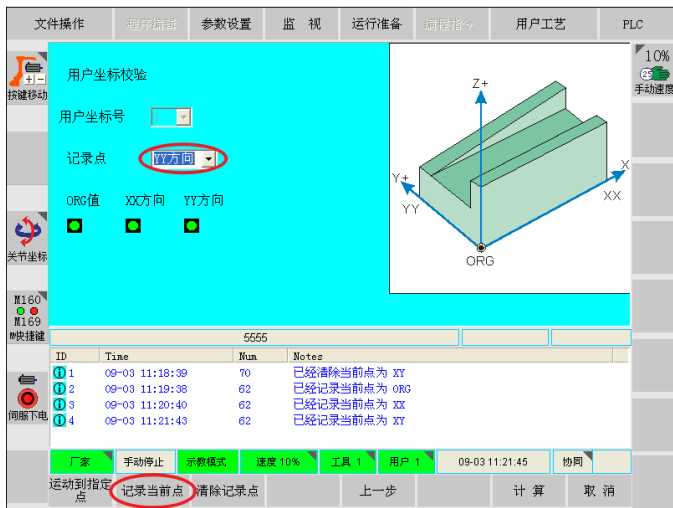 文件操作 程序编辑 参数设置 监 视 运行准备 编程指令 用户工艺 PLC
按键移动
10%
手动速度
用户坐标校验
用户坐标号 1
记录点 YY方向
ORG值 XX方向 YY方向
Z+
Y+
YY
X
XX
ORG
关节坐标
M160
M169
M快捷键
伺服下电
5555
ID Time Num Notes
1 09-03 11:18:39 70 已经清除当前点为 XY
2 09-03 11:19:38 62 已经记录当前点为 ORG
3 09-03 11:20:40 62 已经记录当前点为 XX
4 09-03 11:21:43 62 已经记录当前点为 XY
厂家 手动停止 示教模式 速度 10% 工具 1 用户 1 09-03 11:21:45 协同
运动到指定点 记录当前点 清除记录点 上一步 计 算 取 消